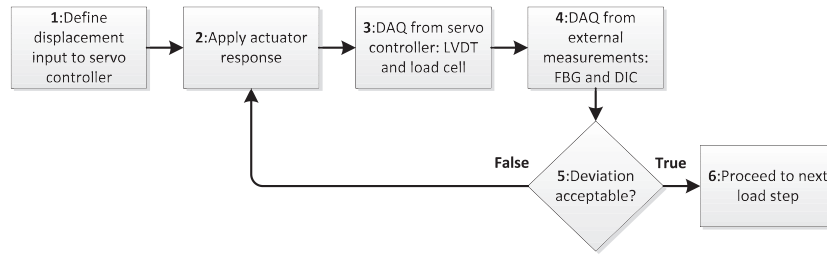 1:Define
displacement
input to servo
controller
2:Apply actuator
response
3:DAQ from servo
controller: LVDT
and load cell
4:DAQ from
external
measurements:
FBG and DIC
False
True
5:Deviation
acceptable?
6:Proceed to next
load step